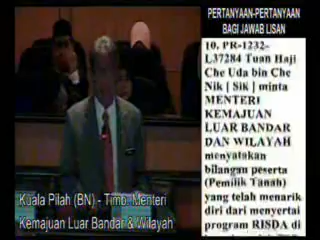 PERTANYAAN-PERTANYAAN
BAGI JAWAB LISAN
10. PR-1232-
L37284 Tuan Haji
Che Uda bin Che
Nik [ Sik ] minta
MENTERI
KEMAJUAN
LUAR BANDAR
DAN WILAYAH
menyatakan
bilangan peserta
(Pemilik Tanah)
yang telah menarik
diri dari menyertai
program RISDA di
Kuala Pilah (BN) - Timb. Menteri
Kemajuan Luar Bandar & Wilayah